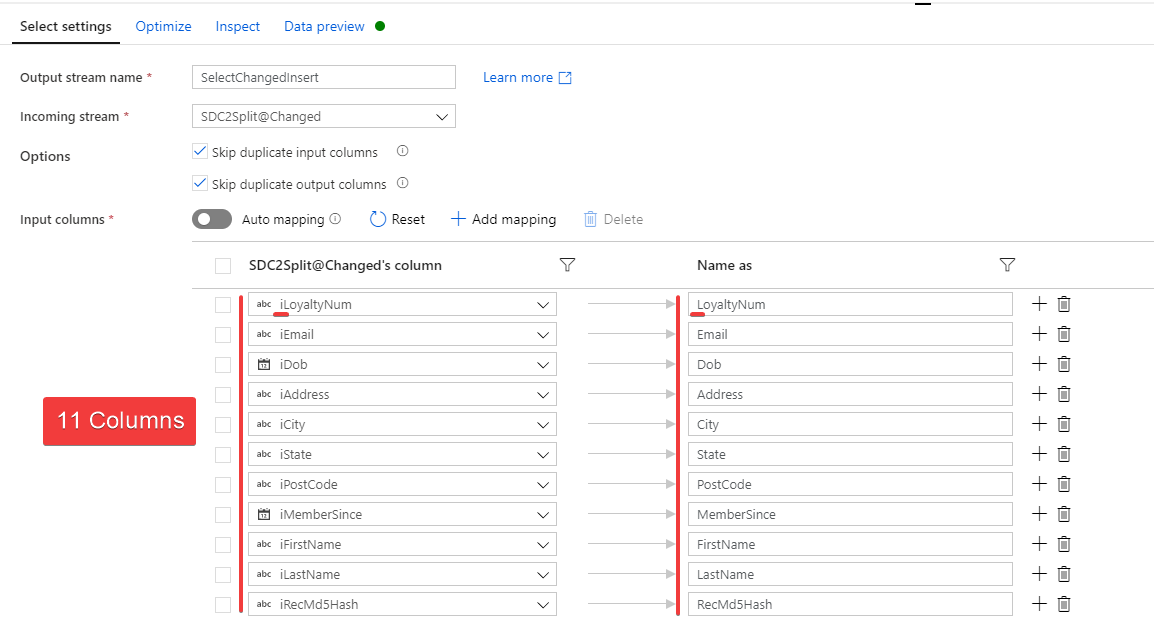 Select settings Optimize Inspect Data preview
Output stream name * SelectChangedInsert Learn more
Incoming stream * SDC2Split@Changed
Options Skip duplicate input columns
Skip duplicate output columns
Input columns * Auto mapping Reset Add mapping Delete
SDC2Split@Changed's column Name as
abc iLoyaltyNum LoyaltyNum
abc iEmail Email
iDob Dob
abc iAddress Address
11 Columns
abc iCity City
abc iState State
abc iPostCode PostCode
iMemberSince MemberSince
abc iFirstName FirstName
abc iLastName LastName
abc iRecMd5Hash RecMd5Hash